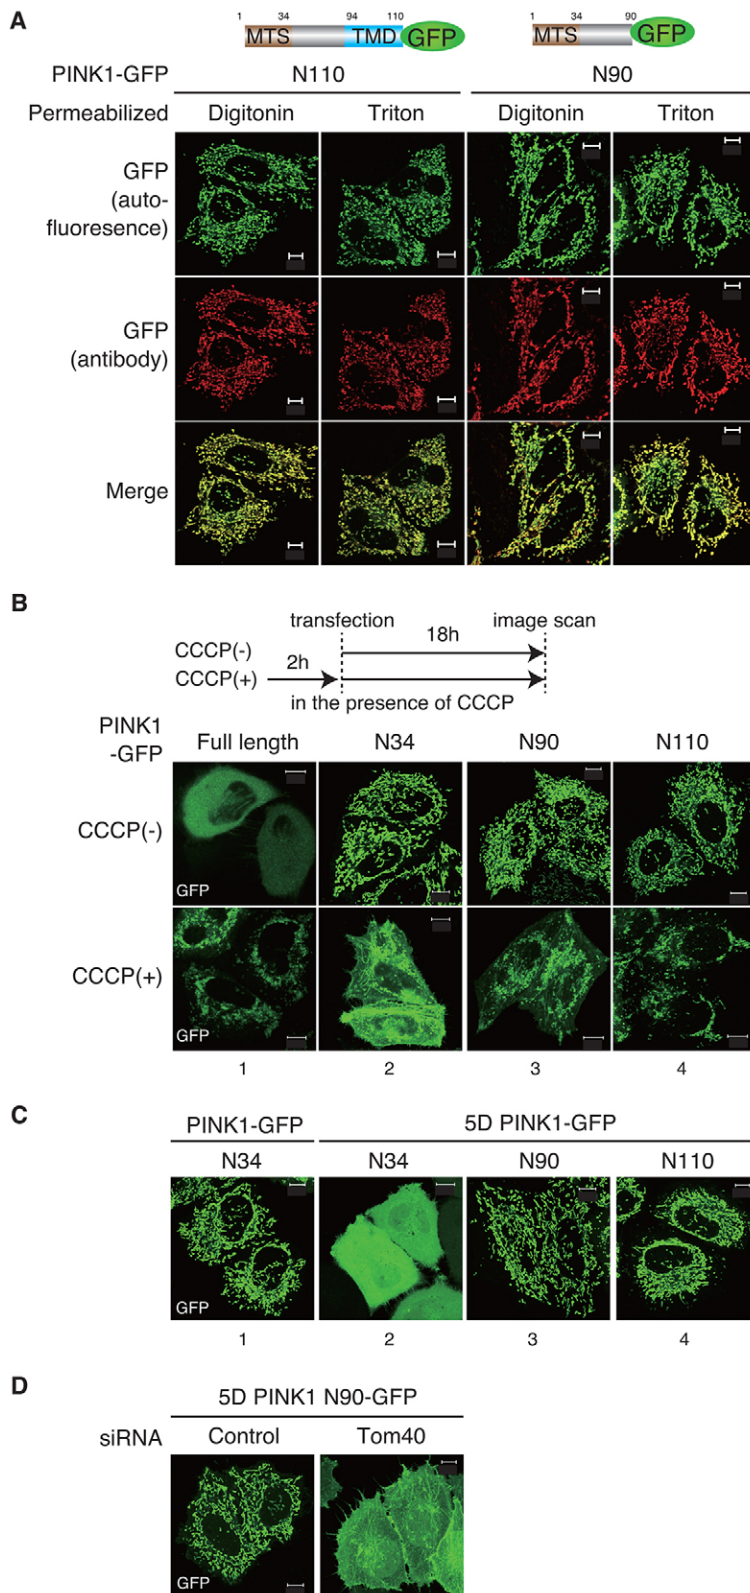 A
1 34 94 110
MTS TMD GFP
1 34 90
MTS GFP
PINK1-GFP N110 N90
Permeabilized Digitonin Triton Digitonin Triton
GFP
(auto-
fluoresence)
GFP
(antibody)
Merge
B
transfection image scan
CCCP(-) 18h
CCCP(+) 2h
in the presence of CCCP
PINK1
-GFP
Full length N34 N90 N110
CCCP(-)
GFP
CCCP(+)
GFP
1 2 3 4
C
PINK1-GFP 5D PINK1-GFP
N34 N34 N90 N110
GFP
1 2 3 4
D
5D PINK1 N90-GFP
siRNA Control Tom40
GFP